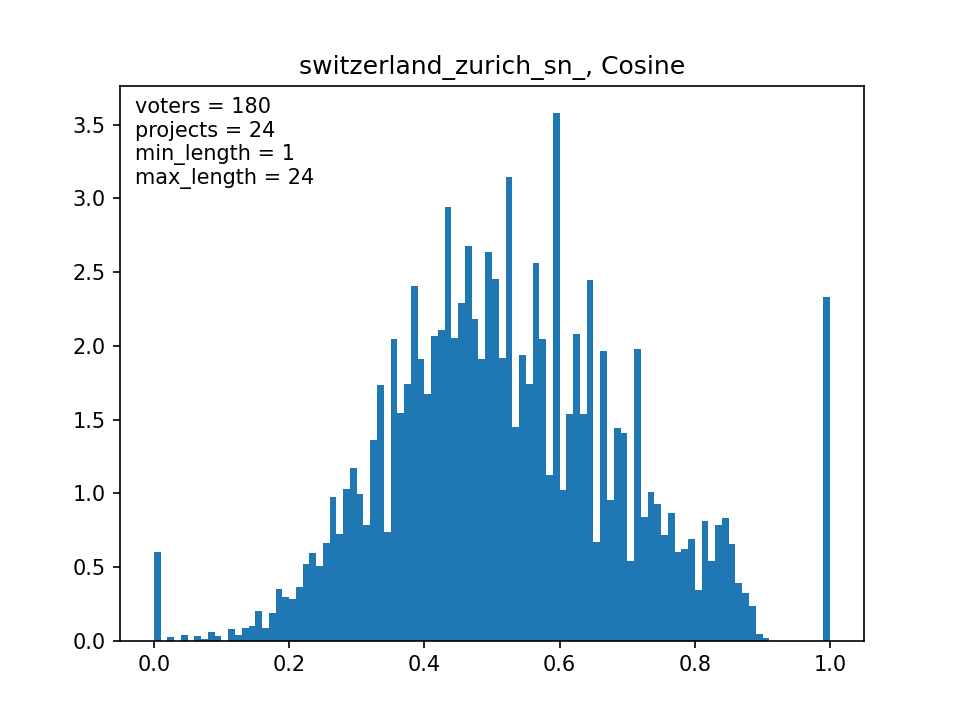 switzerland_zurich_sn_, Cosine
voters = 180
projects = 24
min_length = 1
max_length = 24
3.5
3.0
2.5
2.0
1.5
1.0
0.5
0.0
0.0 0.2 0.4 0.6 0.8 1.0